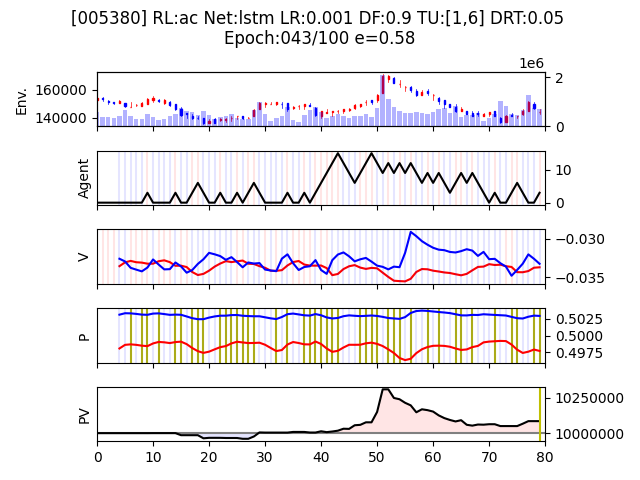 [005380] RL:ac Net:lstm LR:0.001 DF:0.9 TU:[1,6] DRT:0.05
Epoch:043/100 e=0.58
1e6
Env.
160000
140000
2
0
Agent
10
0
V
−0.030
−0.035
P
0.5025
0.5000
0.4975
PV
10250000
10000000
0 10 20 30 40 50 60 70 80